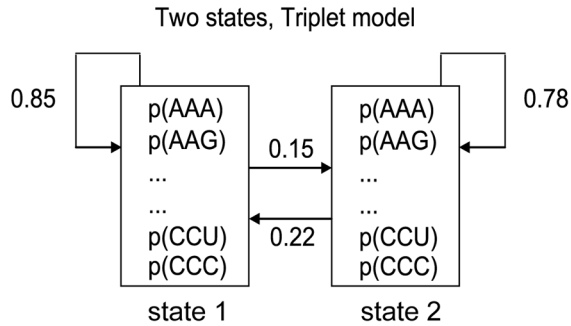 Two states, Triplet model
0.85
p(AAA)
p(AAG)
...
...
p(CCU)
p(CCC)
state 1
0.15
0.22
p(AAA)
p(AAG)
...
...
p(CCU)
p(CCC)
state 2
0.78